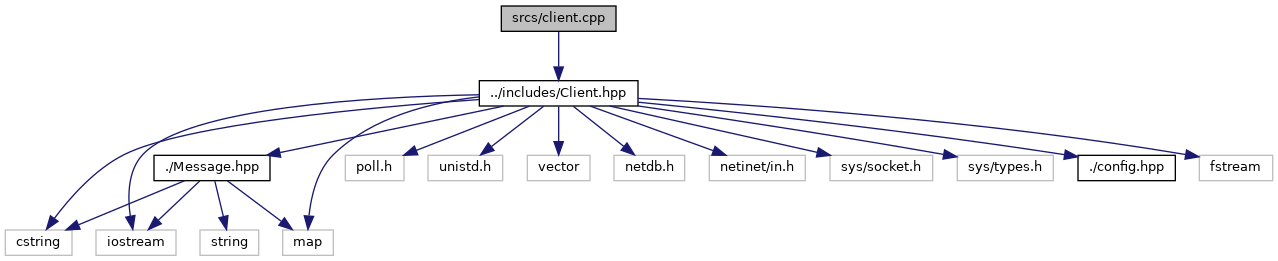 srcs/client.cpp
../includes/Client.hpp
./Message.hpp
poll.h
unistd.h
vector
netdb.h
netinet/in.h
sys/socket.h
sys/types.h
./config.hpp
fstream
cstring
iostream
string
map